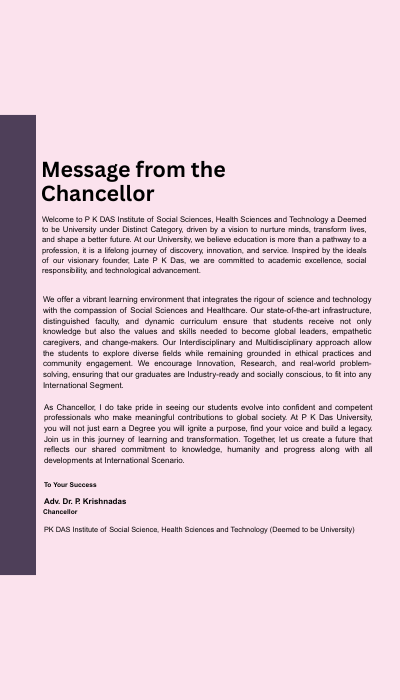 Message from the
Chancellor
Welcome to P K DAS Institute of Social Sciences, Health Sciences and Technology a Deemed
to be University under Distinct Category, driven by a vision to nurture minds, transform lives,
and shape a better future. At our University, we believe education is more than a pathway to a
profession, it is a lifelong journey of discovery, innovation, and service. Inspired by the ideals
of our visionary founder, Late P K Das, we are committed to academic excellence, social
responsibility, and technological advancement.
We offer a vibrant learning environment that integrates the rigour of science and technology
with the compassion of Social Sciences and Healthcare. Our state-of-the-art infrastructure,
distinguished faculty, and dynamic curriculum ensure that students receive not only
knowledge but also the values and skills needed to become global leaders, empathetic
caregivers, and change-makers. Our Interdisciplinary and Multidisciplinary approach allow
the students to explore diverse fields while remaining grounded in ethical practices and
community engagement. We encourage Innovation, Research, and real-world problem-
solving, ensuring that our graduates are Industry-ready and socially conscious, to fit into any
International Segment.
As Chancellor, I do take pride in seeing our students evolve into confident and competent
professionals who make meaningful contributions to global society. At P K Das University,
you will not just earn a Degree you will ignite a purpose, find your voice and build a legacy.
Join us in this journey of learning and transformation. Together, let us create a future that
reflects our shared commitment to knowledge, humanity and progress along with all
developments at International Scenario.
To Your Success
Adv. Dr. P. Krishnadas
Chancellor
PK DAS Institute of Social Science, Health Sciences and Technology (Deemed to be University)